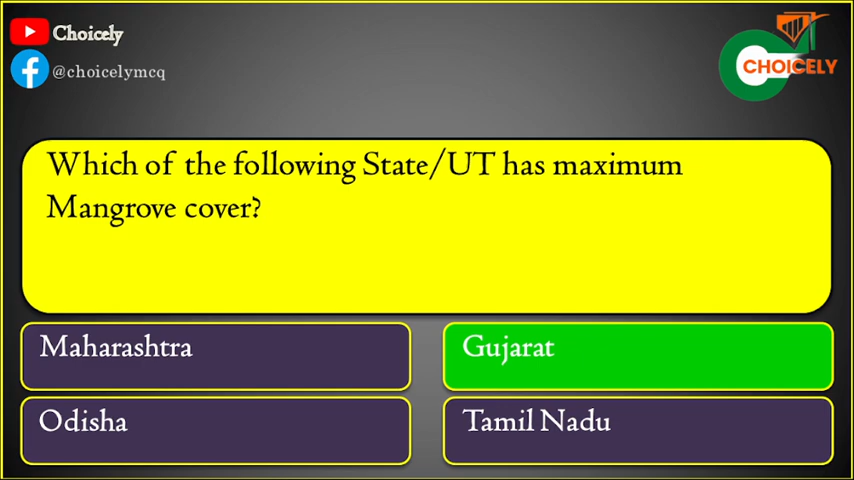 Choicely
@choicelymcq
CHOICELY
Which of the following State/UT has maximum
Mangrove cover?
Maharashtra
Gujarat
Odisha
Tamil Nadu